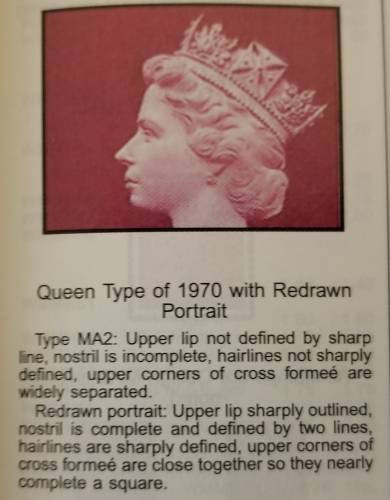 Queen Type of 1970 with Redrawn
Portrait
Type MA2: Upper lip not defined by sharp
line, nostril is incomplete, hairlines not sharply
defined, upper corners of cross formeé are
widely separated.
Redrawn portrait: Upper lip sharply outlined,
nostril is complete and defined by two lines,
hairlines are sharply defined, upper corners of
cross formeé are close together so they nearly
complete a square.